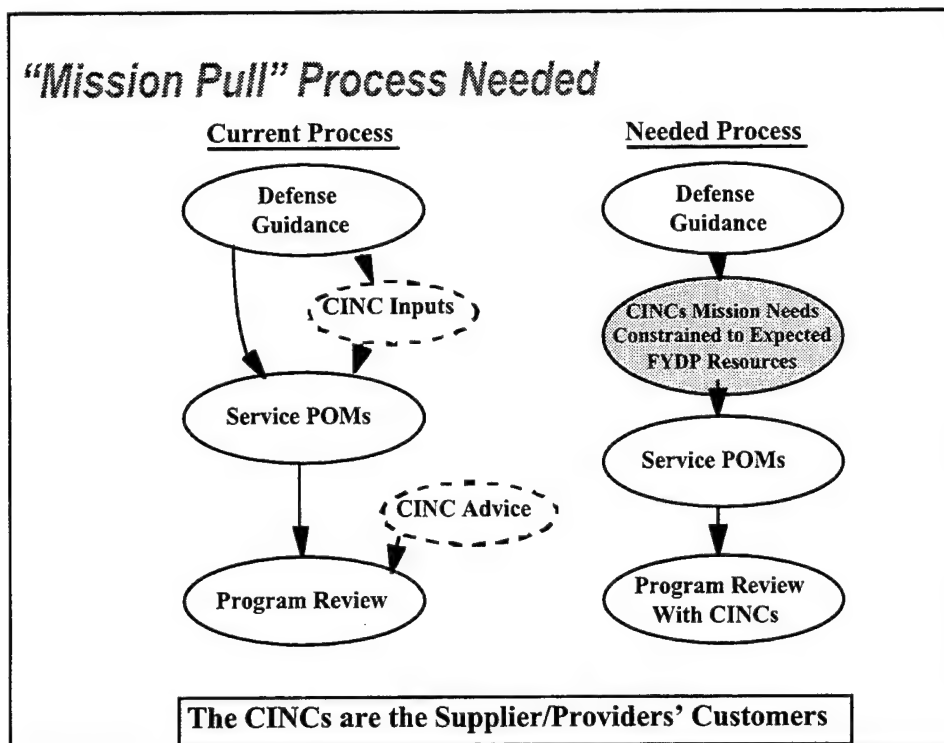 "Mission Pull" Process Needed
Current Process
Defense
Guidance
CINC Inputs
Service POMs
CINC Advice
Program Review
Needed Process
Defense
Guidance
CINCs Mission Needs
Constrained to Expected
FYDP Resources
Service POMs
Program Review
With CINCs
The CINCs are the Supplier/Providers' Customers